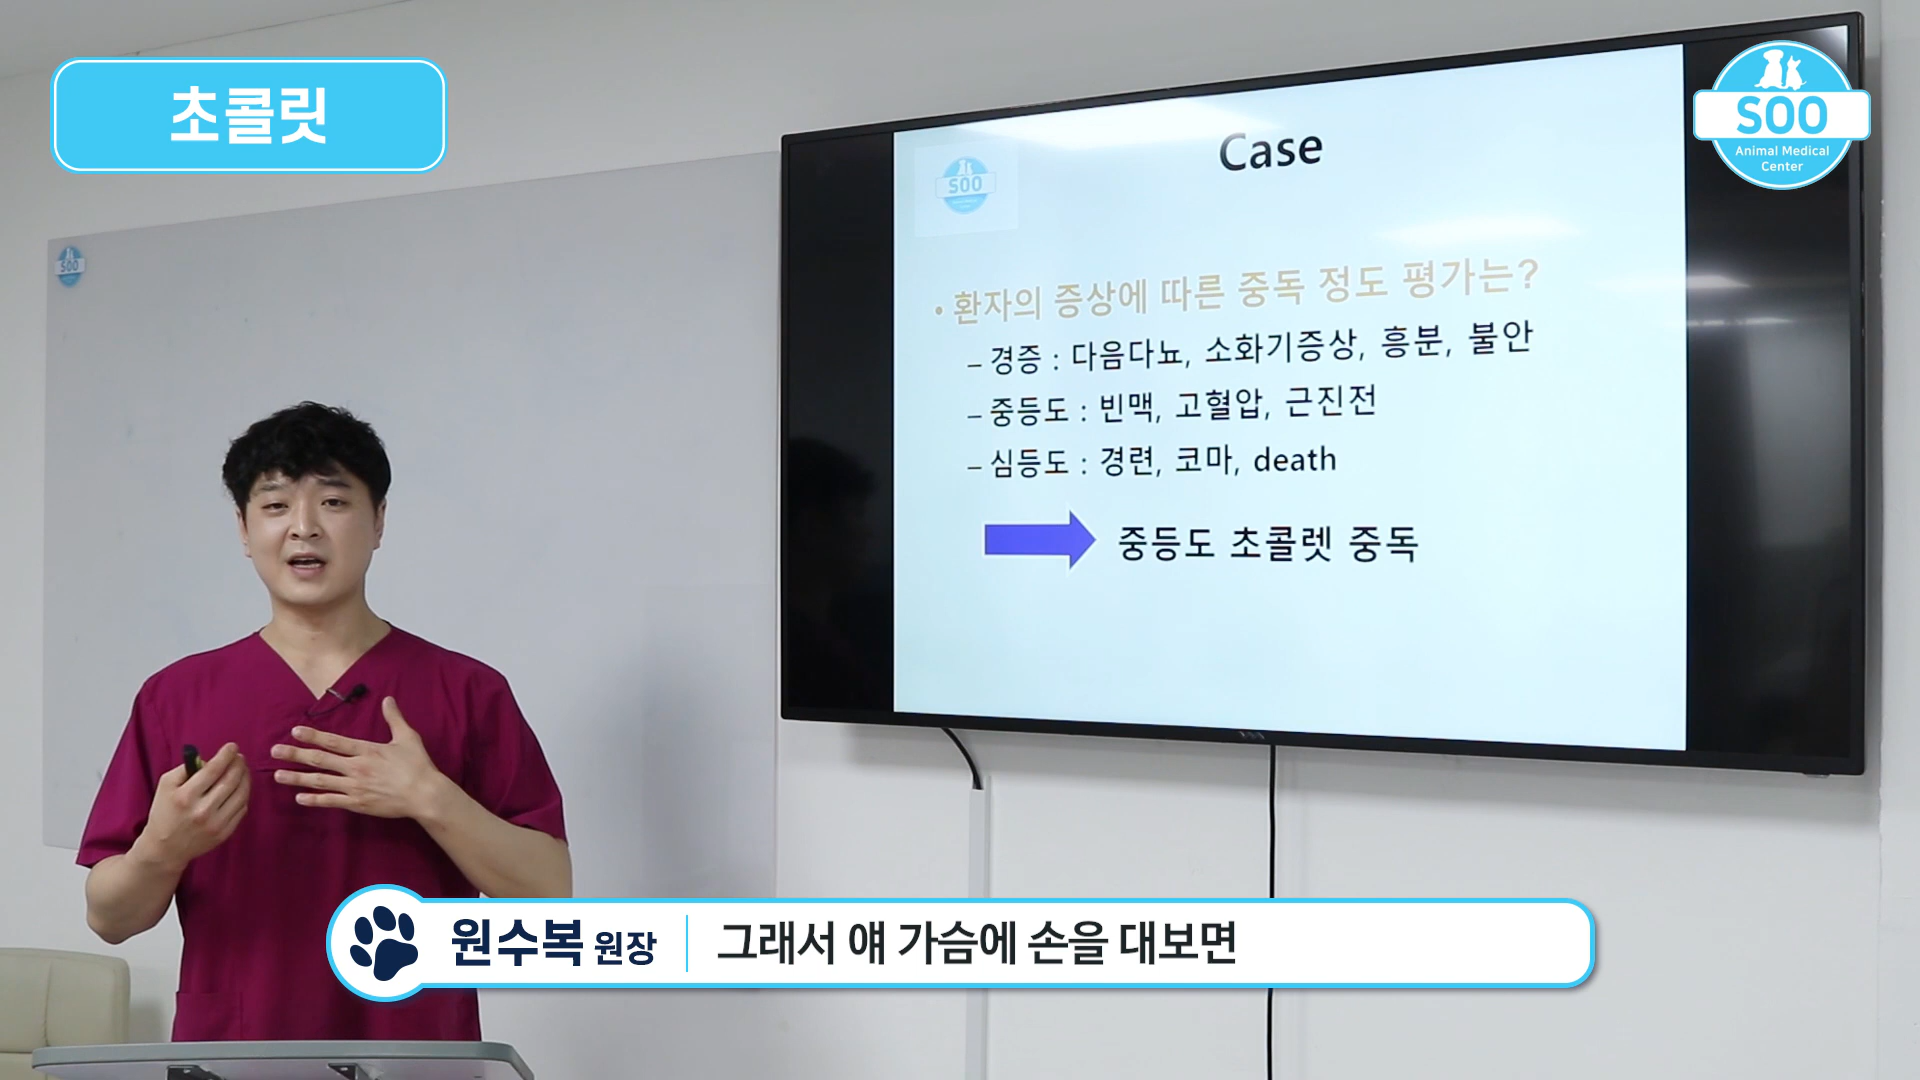 초콜릿
SOO
Animal Medical
Center
Case
SOO
SOO
• 환자의 증상에 따른 중독 정도 평가는?
– 경증 : 다음다뇨, 소화기증상, 흥분, 불안
– 중등도 : 빈맥, 고혈압, 근진전
– 심등도 : 경련, 코마, death
중등도 초콜렛 중독
원수복 원장 그래서 얘 가슴에 손을 대보면